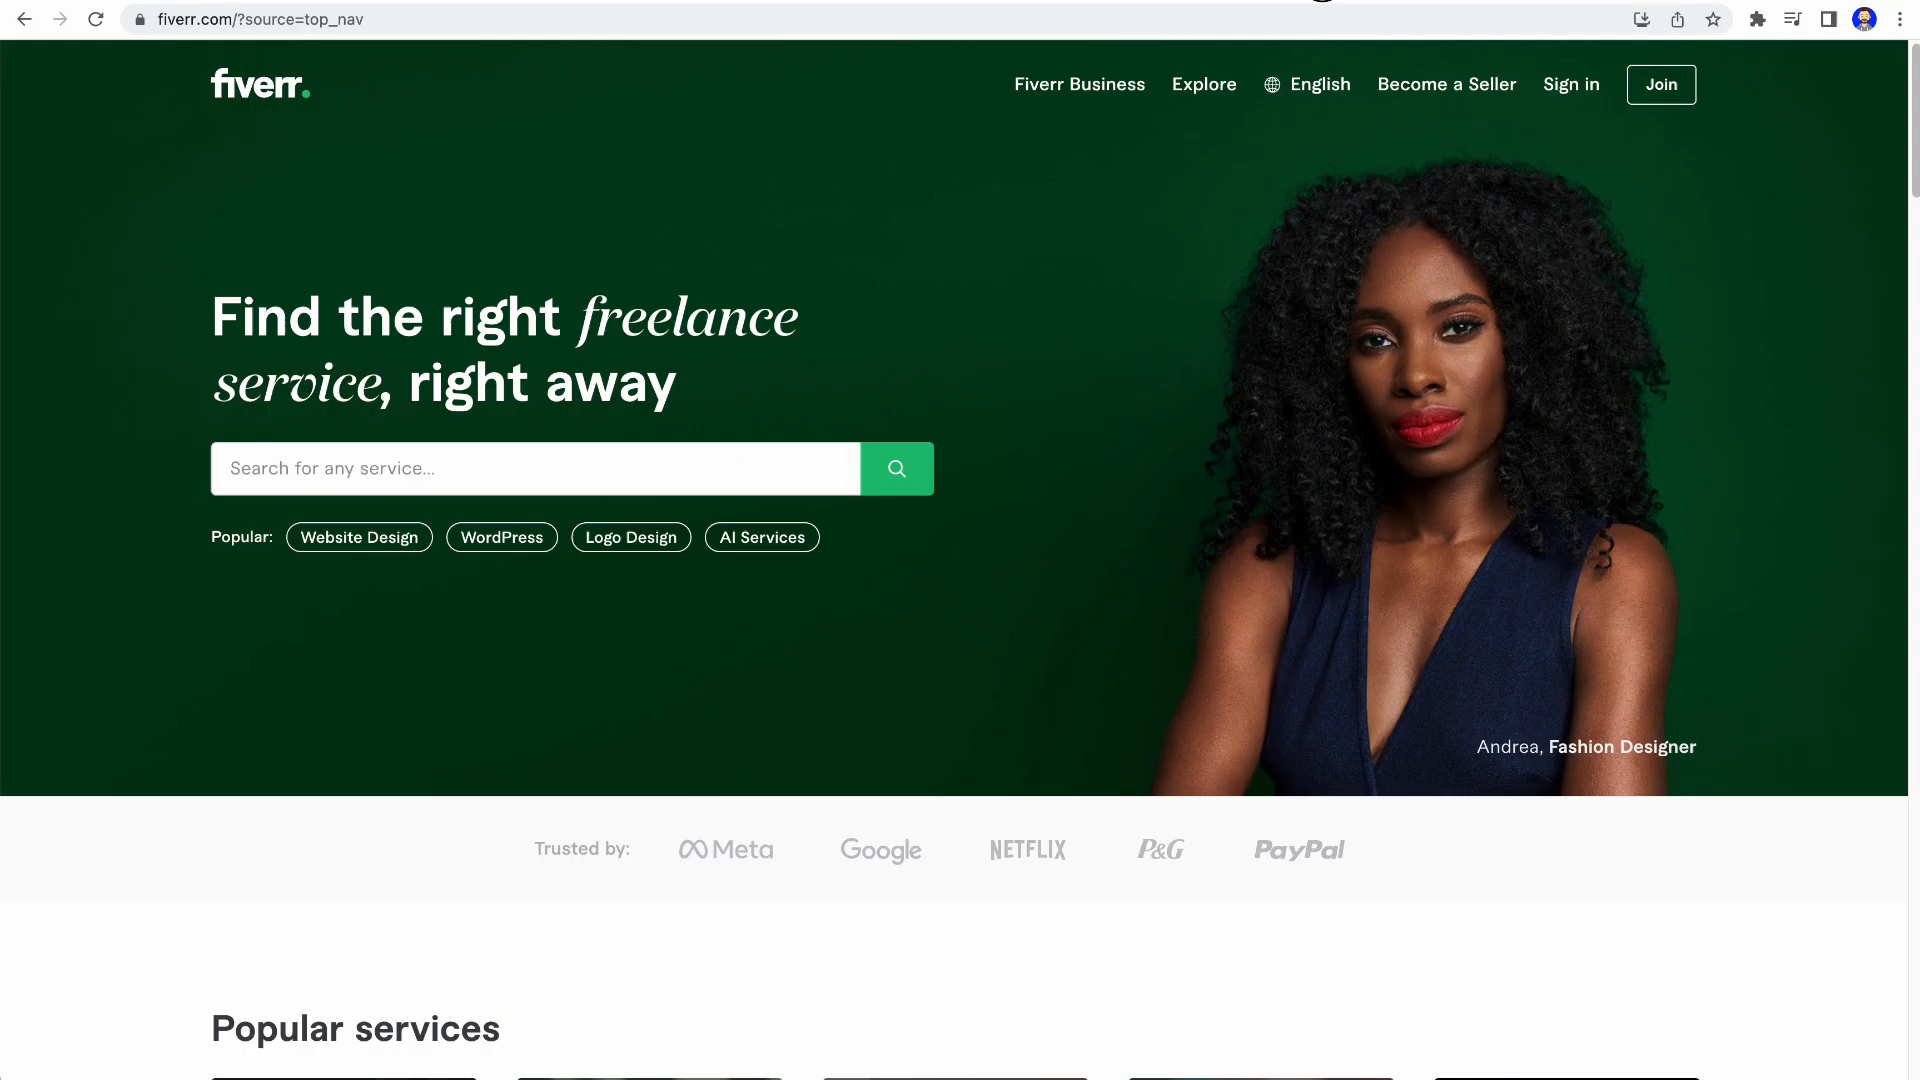 fiverr.com/?source=top_nav
fiverr.
Fiverr Business
Explore
English
Become a Seller
Sign in
Join
Find the right freelance
service, right away
Search for any service...
Popular:
Website Design
WordPress
Logo Design
AI Services
Andrea, Fashion Designer
Trusted by:
Meta
Google
NETFLIX
P&G
PayPal
Popular services